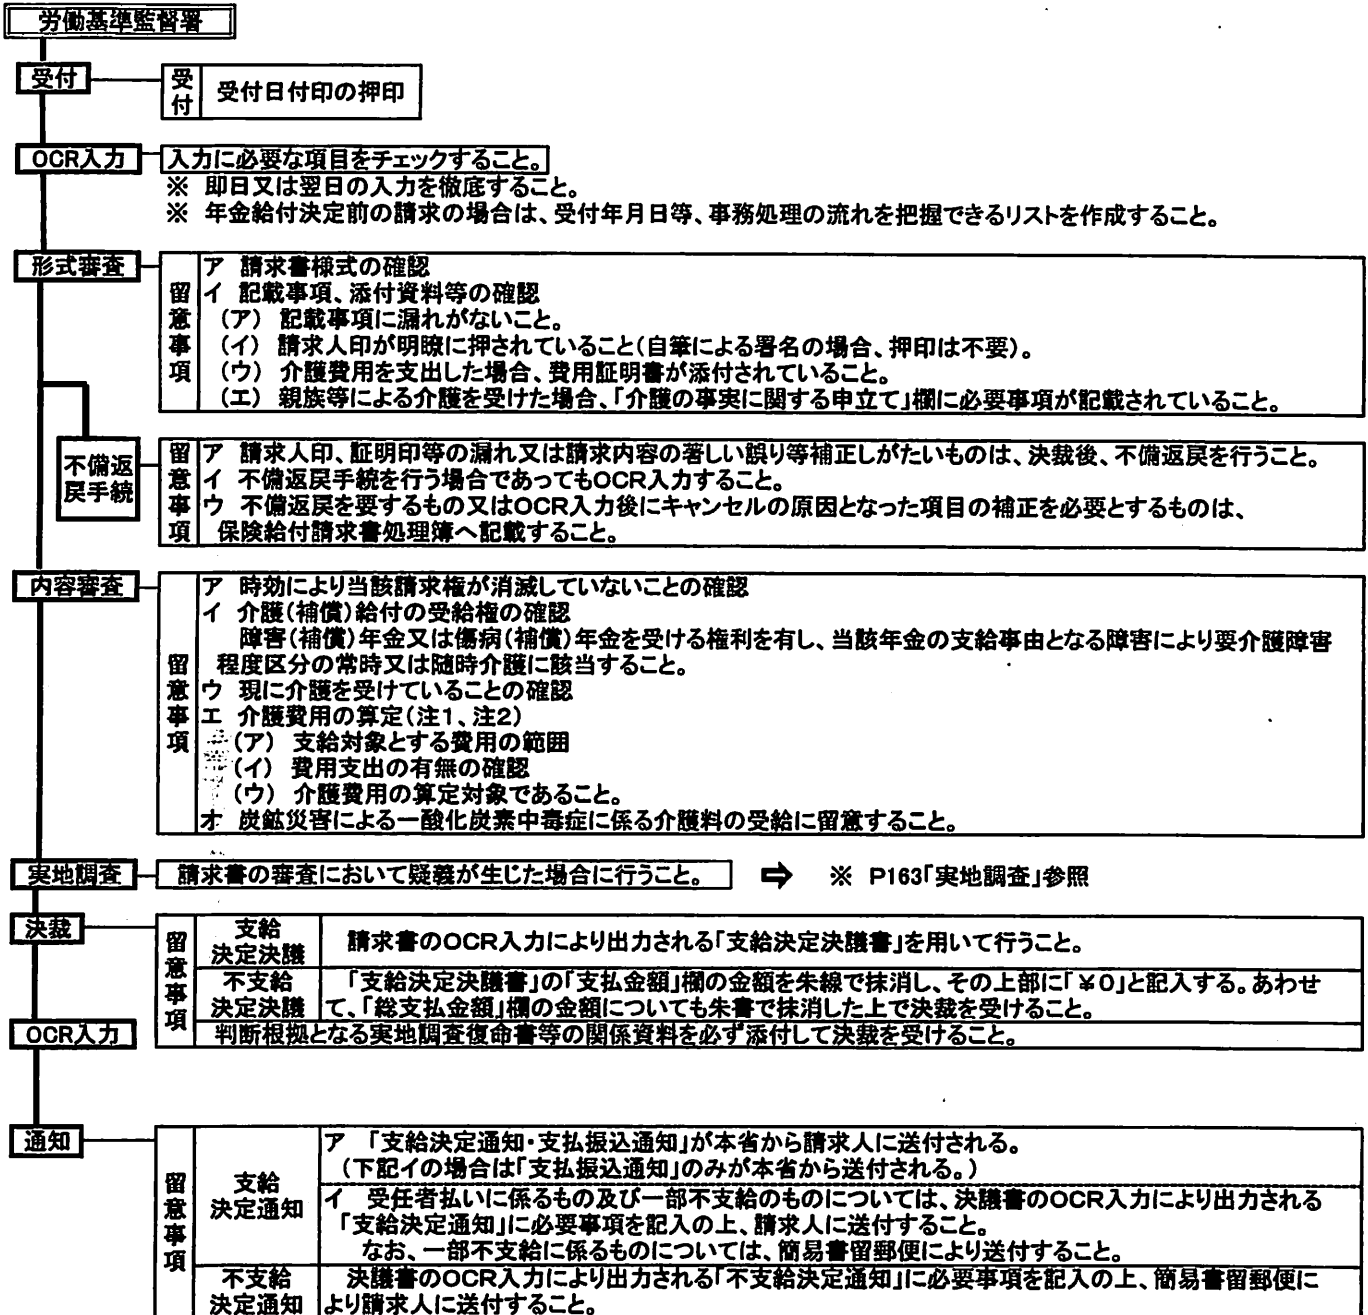 労働基準監督署
受付
受付
受付日付印の押印
OCR入力
入力に必要な項目をチェックすること。
※ 即日又は翌日の入力を徹底すること。
※ 年金給付決定前の請求の場合は、受付年月日等、事務処理の流れを把握できるリストを作成すること。
形式審査
留意事項
ア 請求書様式の確認
イ 記載事項、添付資料等の確認
(ア) 記載事項に漏れがないこと。
(イ) 請求人印が明瞭に押されていること(自筆による署名の場合、押印は不要)。
(ウ) 介護費用を支出した場合、費用証明書が添付されていること。
(エ) 親族等による介護を受けた場合、「介護の事実に関する申立て」欄に必要事項が記載されていること。
不備返
戻手続
留意事項
ア 請求人印、証明印等の漏れ又は請求内容の著しい誤り等補正しがたいものは、決裁後、不備返戻を行うこと。
イ 不備返戻手続を行う場合であってもOCR入力すること。
ウ 不備返戻を要するもの又はOCR入力後にキャンセルの原因となった項目の補正を必要とするものは、
保険給付請求書処理簿へ記載すること。
内容審査
留意事項
ア 時効により当該請求権が消滅していないことの確認
イ 介護(補償)給付の受給権の確認
障害(補償)年金又は傷病(補償)年金を受ける権利を有し、当該年金の支給事由となる障害により要介護障害
程度区分の常時又は随時介護に該当すること。
ウ 現に介護を受けていることの確認
エ 介護費用の算定(注1、注2)
(ア) 支給対象とする費用の範囲
(イ) 費用支出の有無の確認
(ウ) 介護費用の算定対象であること。
オ 炭鉱災害による一酸化炭素中毒症に係る介護料の受給に留意すること。
実地調査
請求書の審査において疑義が生じた場合に行うこと。 ⇨ ※ P163「実地調査」参照
決裁
留意事項
支給
決定決議
請求書のOCR入力により出力される「支給決定決議書」を用いて行うこと。
不支給
決定決議
「支給決定決議書」の「支払金額」欄の金額を朱線で抹消し、その上部に「¥0」と記入する。あわせ
て、「総支払金額」欄の金額についても朱書で抹消した上で決裁を受けること。
OCR入力
判断根拠となる実地調査復命書等の関係資料を必ず添付して決裁を受けること。
通知
留意事項
支給
決定通知
ア 「支給決定通知・支払振込通知」が本省から請求人に送付される。
(下記イの場合は「支払振込通知」のみが本省から送付される。)
イ 受任者払いに係るもの及び一部不支給のものについては、決議書のOCR入力により出力される
「支給決定通知」に必要事項を記入の上、請求人に送付すること。
なお、一部不支給に係るものについては、簡易書留郵便により送付すること。
不支給
決定通知
決議書のOCR入力により出力される「不支給決定通知」に必要事項を記入の上、簡易書留郵便に
より請求人に送付すること。